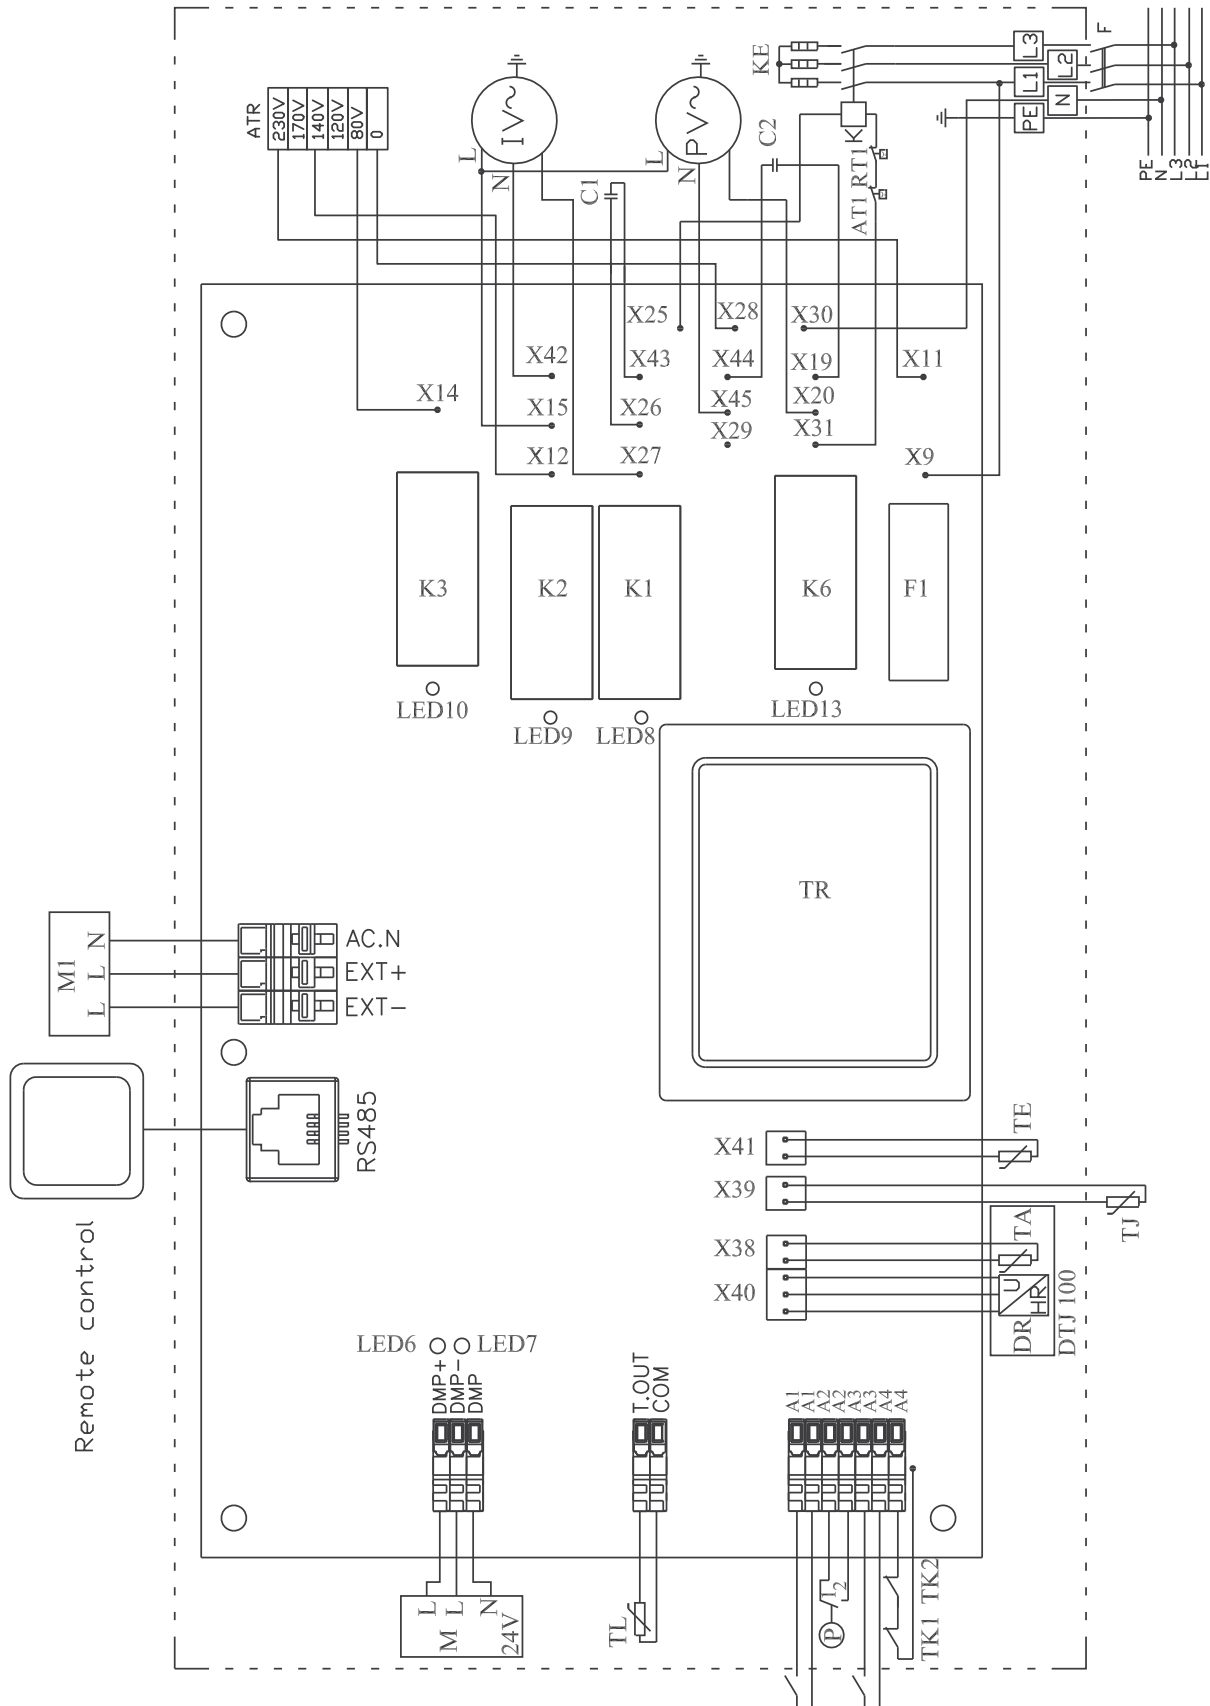 ATR
230V
170V
140V
120V
80V
0
IV~
L
N
PV~
L
N
C1
C2
KE
K
RT1
AT1
F
L3
L2
L1
N
PE
PE
N
L3
L2
L1
X25
X28
X30
X42
X43
X44
X19
X11
X14
X15
X26
X45
X20
X29
X31
X12
X27
X9
K3
K2
K1
K6
F1
LED10
LED9
LED8
LED13
TR
M1
N
L
L
AC.N
EXT+
EXT-
RS485
Remote control
X41
X39
X38
X40
TE
TJ
TA
U
HR
DR
DTJ 100
LED6
LED7
DMP+
DMP-
DMP
T.OUT
COM
A1
A1
A2
A2
A3
A3
A4
A4
L
L
N
M
24V
TL
P
1
2
TK1 TK2